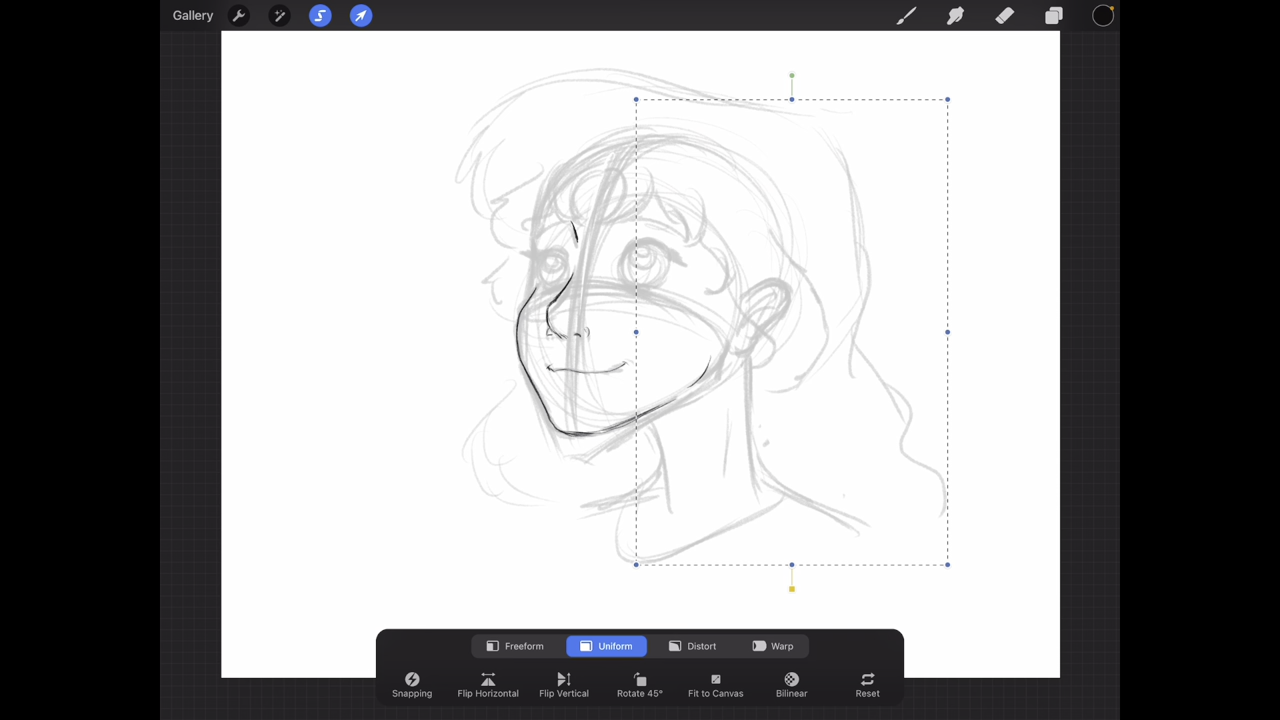 Gallery
Freeform Uniform Distort Warp
Snapping Flip Horizontal Flip Vertical Rotate 45° Fit to Canvas Bilinear Reset